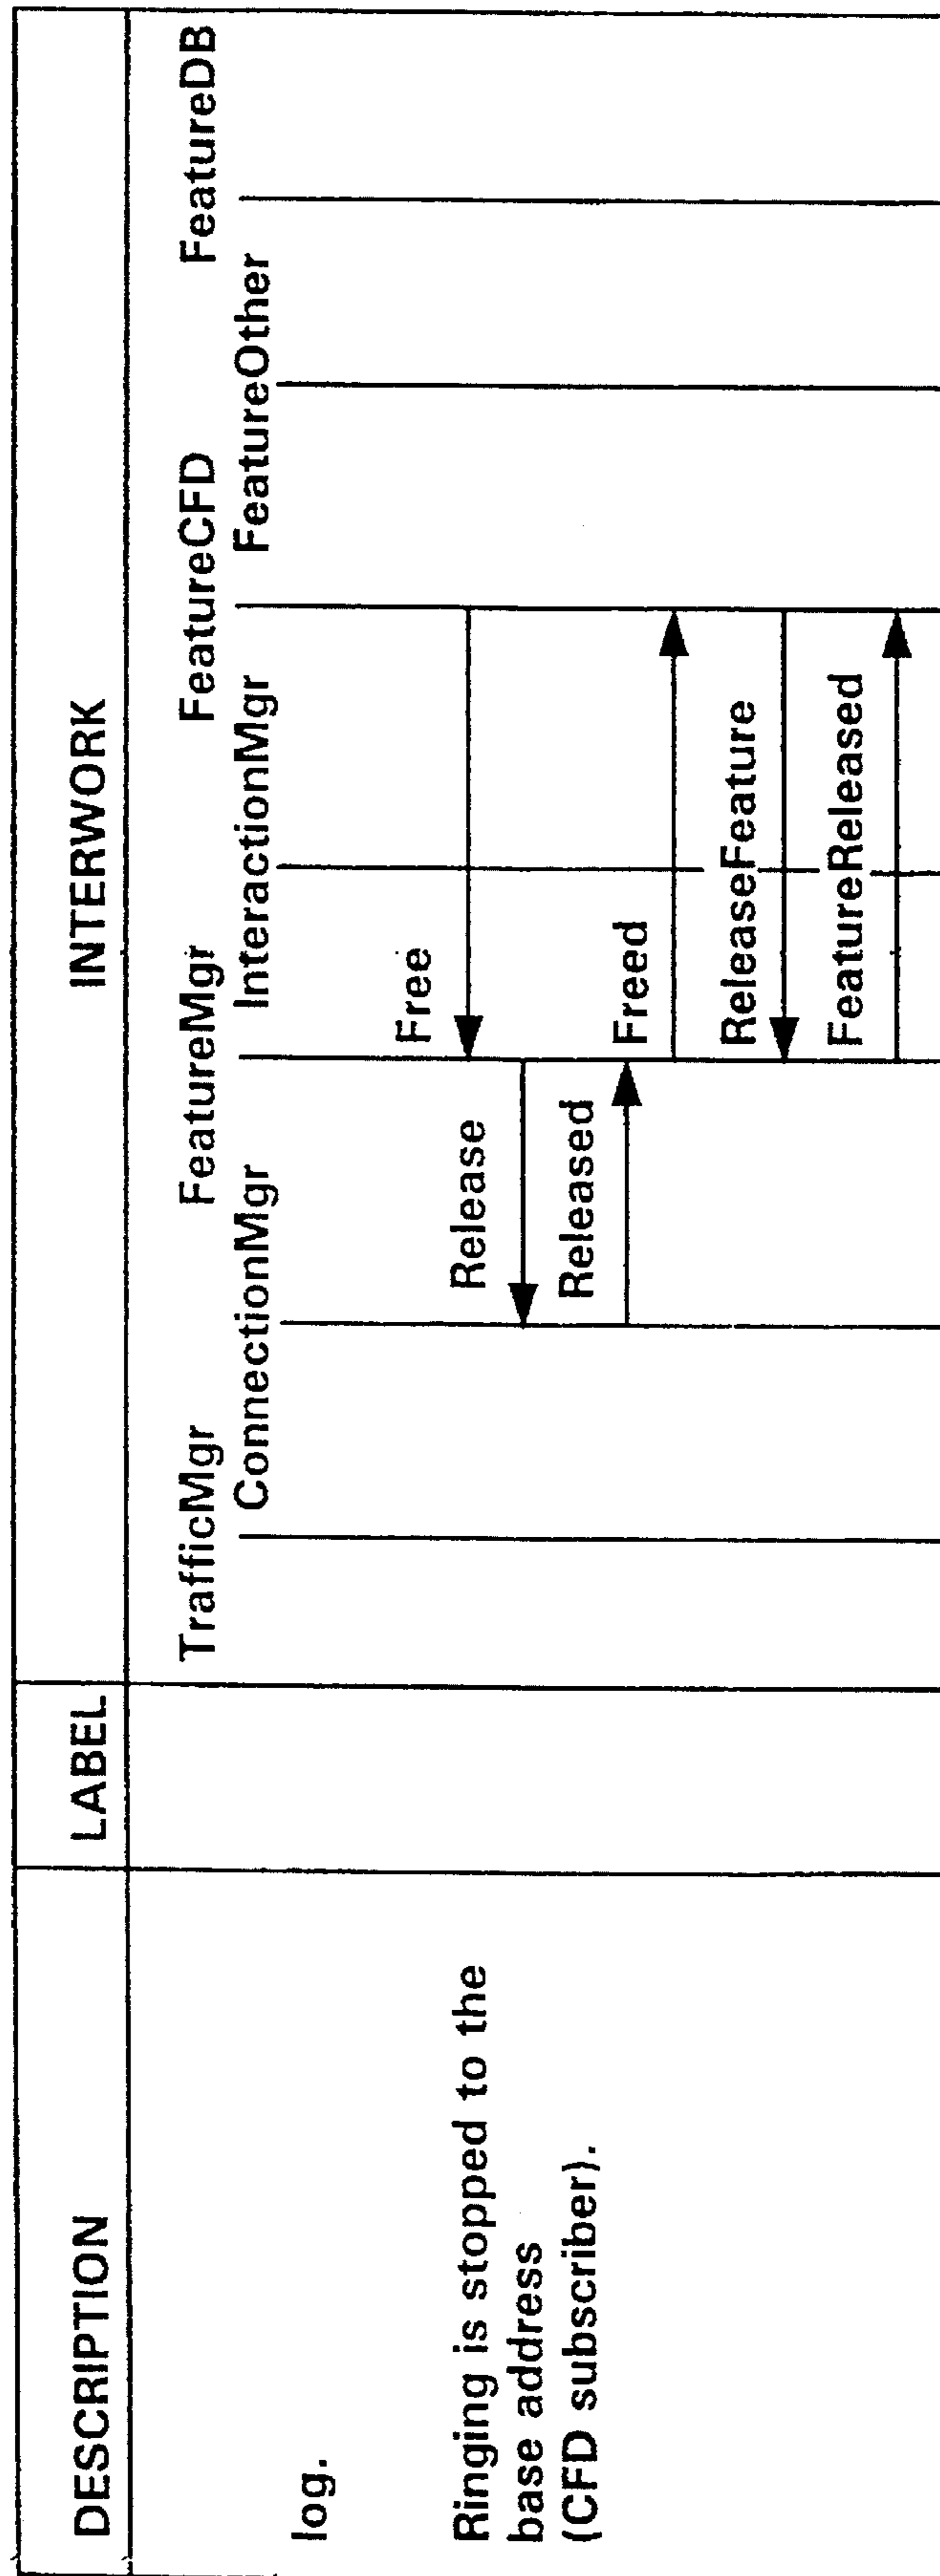 DESCRIPTION
LABEL
INTERWORK
TrafficMgr
FeatureMgr
FeatureCFD
FeatureDB
ConnectionMgr
InteractionMgr
FeatureOther
log.
Free
Ringing is stopped to the
base address
(CFD subscriber).
Release
Released
Freed
ReleaseFeature
FeatureReleased